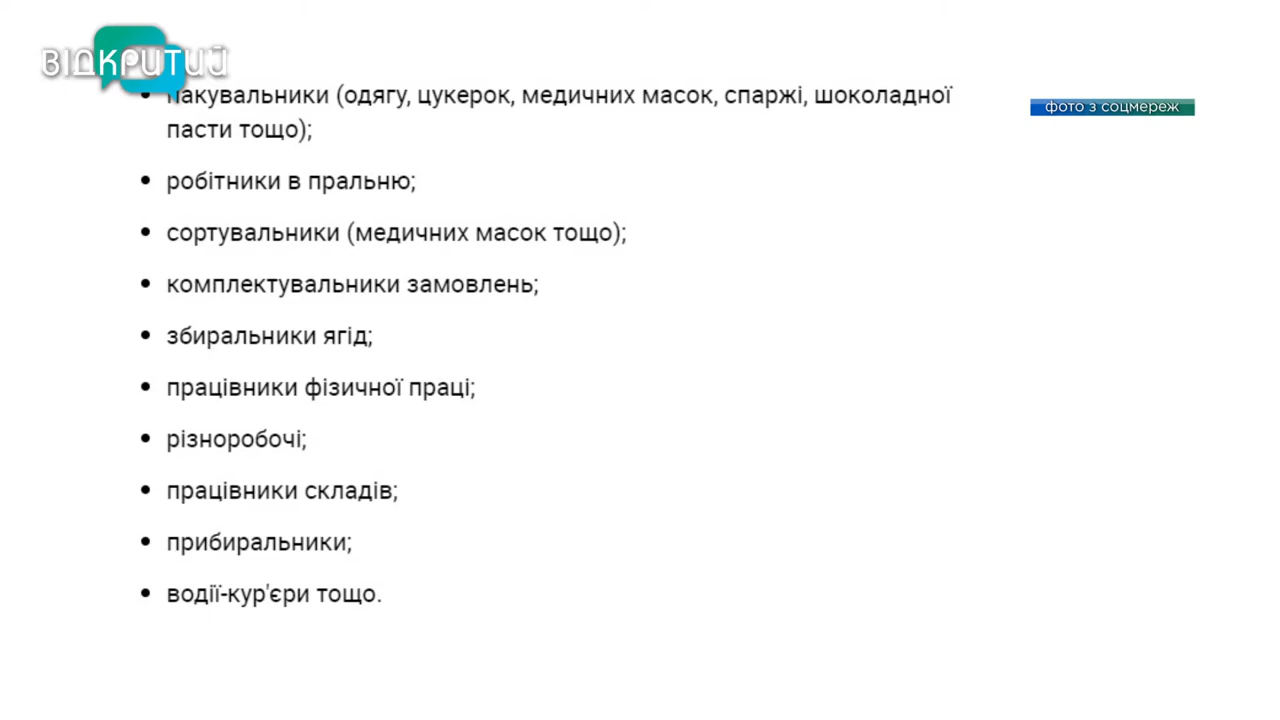 ВІДКРИТИЙ
фото з соцмереж
пакувальники (одягу, цукерок, медичних масок, спаржі, шоколадної
пасти тощо);
робітники в пральню;
сортувальники (медичних масок тощо);
комплектувальники замовлень;
збиральники ягід;
працівники фізичної праці;
різноробочі;
працівники складів;
прибиральники;
водії-кур'єри тощо.